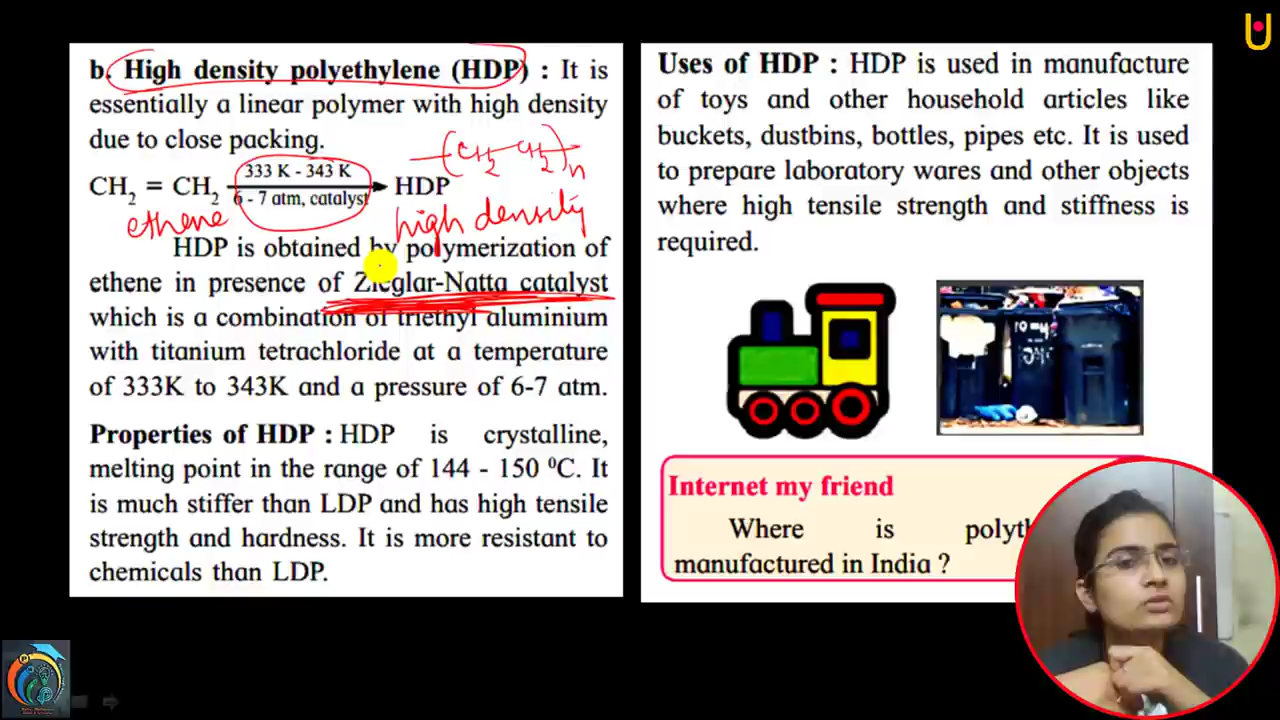 b. High density polyethylene (HDP) : It is
essentially a linear polymer with high density
due to close packing.
—(CH2 CH2)n
333 K - 343 K
CH2 = CH2 ⟶ HDP
6 - 7 atm, catalyst
ethene high density
HDP is obtained by polymerization of
ethene in presence of Zieglar-Natta catalyst
which is a combination of triethyl aluminium
with titanium tetrachloride at a temperature
of 333K to 343K and a pressure of 6-7 atm.
Properties of HDP : HDP is crystalline,
melting point in the range of 144 - 150 ⁰C. It
is much stiffer than LDP and has high tensile
strength and hardness. It is more resistant to
chemicals than LDP.
Uses of HDP : HDP is used in manufacture
of toys and other household articles like
buckets, dustbins, bottles, pipes etc. It is used
to prepare laboratory wares and other objects
where high tensile strength and stiffness is
required.
Internet my friend
Where is
manufactured in India ?